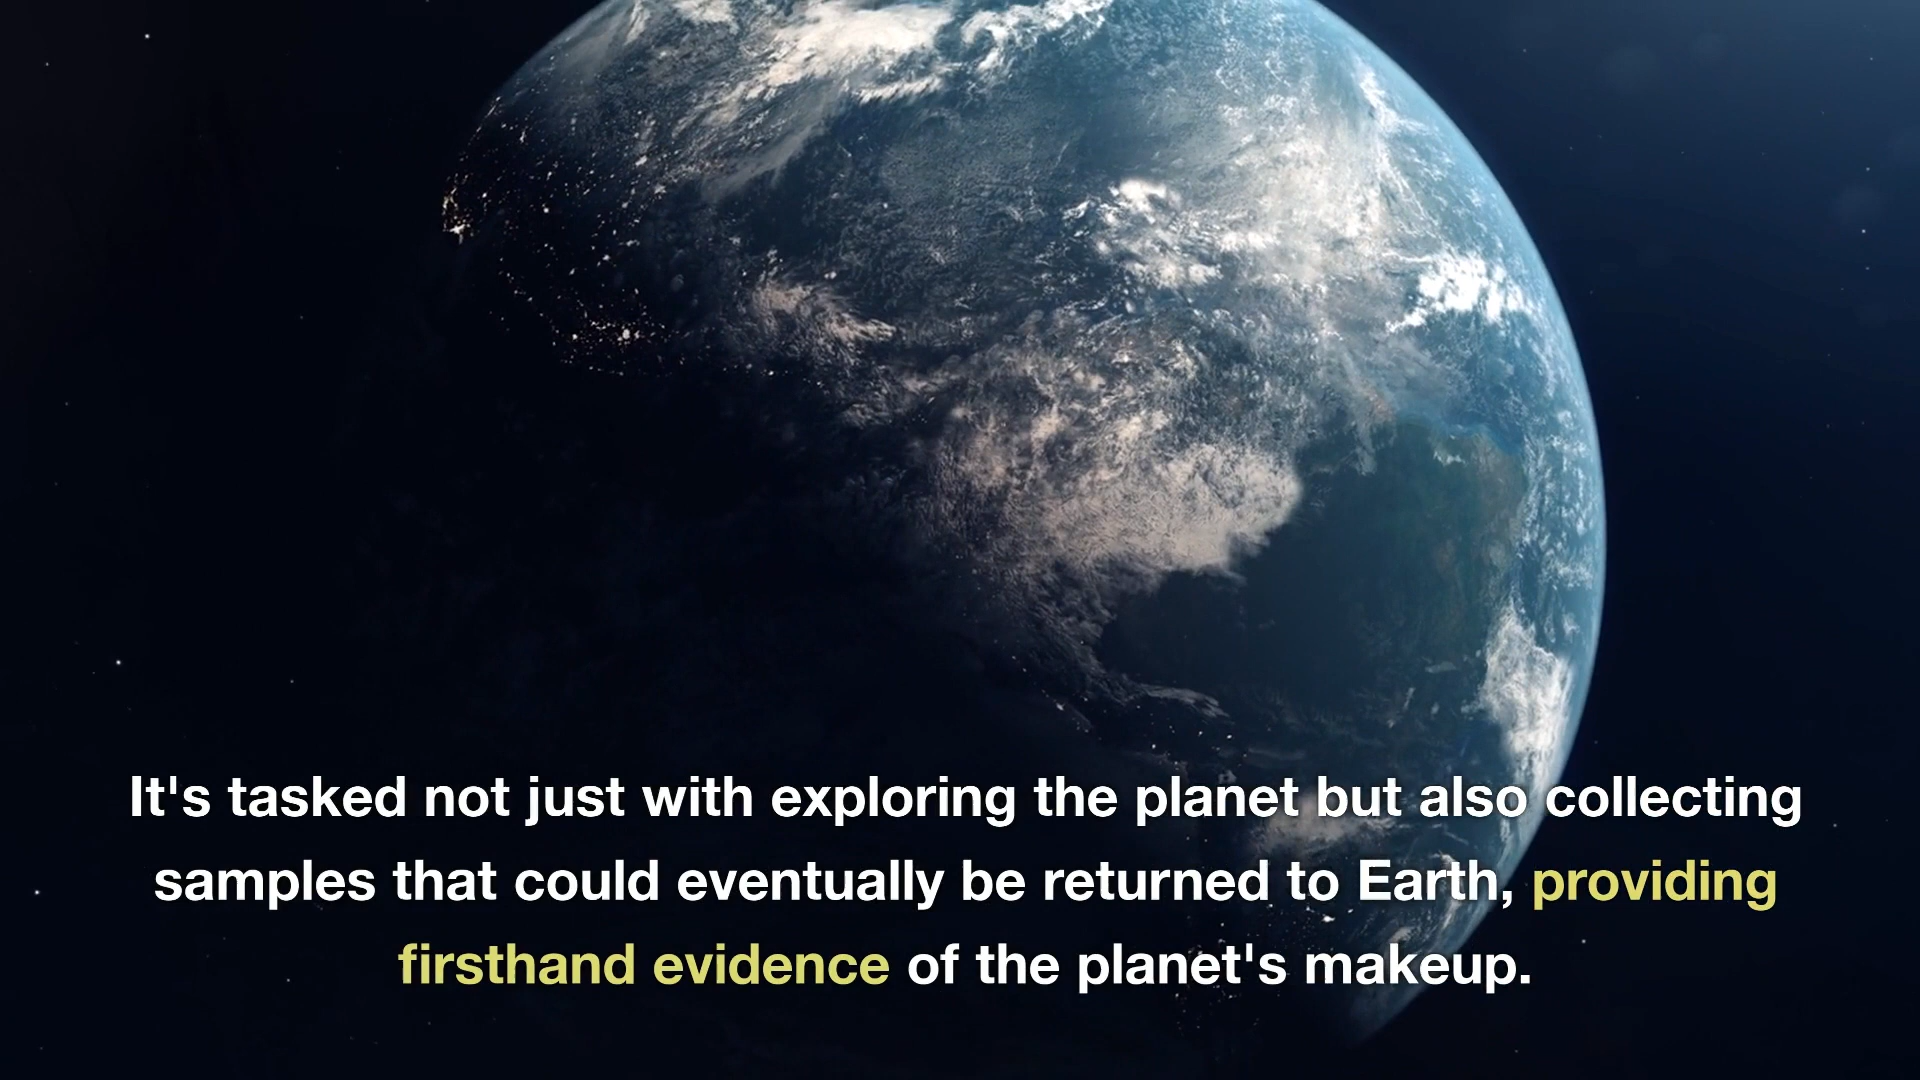 It's tasked not just with exploring the planet but also collecting
samples that could eventually be returned to Earth, providing
firsthand evidence of the planet's makeup.